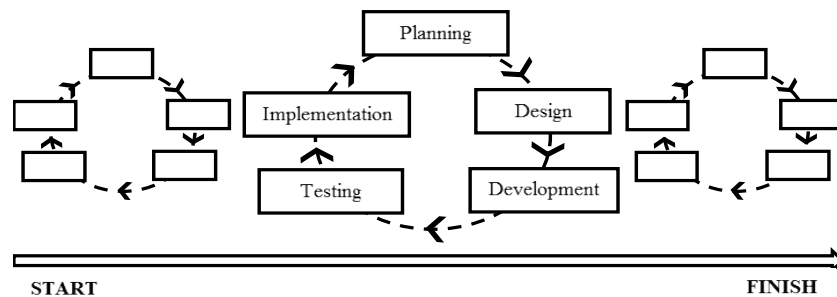 Planning
Implementation
Design
Testing
Development
START
FINISH